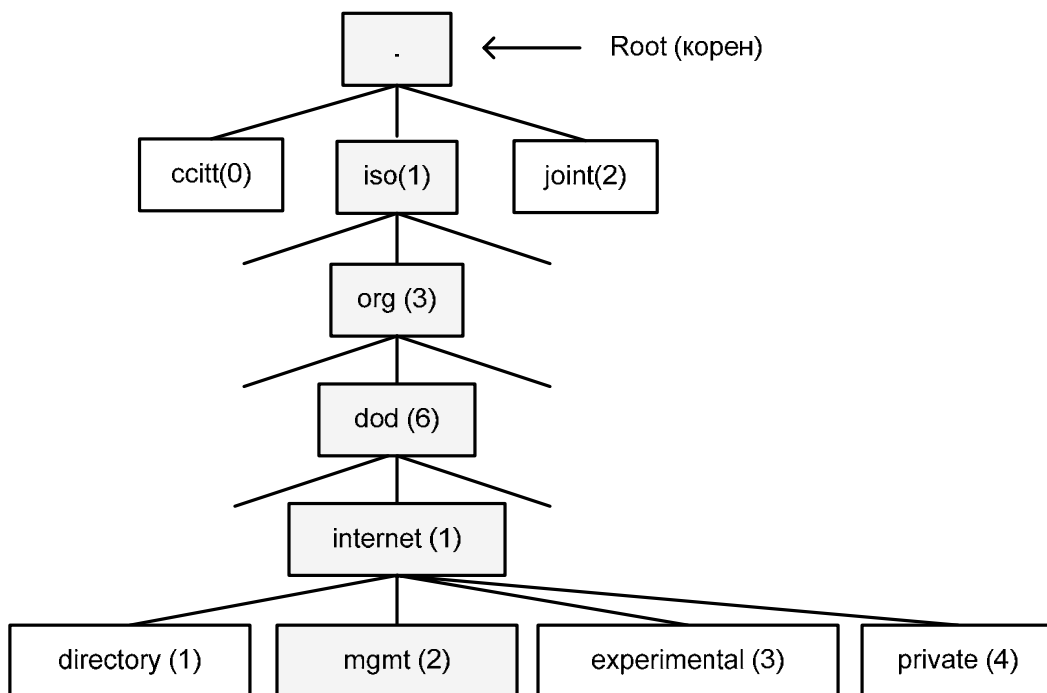 .
Root (корен)
ccitt(0)
iso(1)
joint(2)
org (3)
dod (6)
internet (1)
directory (1)
mgmt (2)
experimental (3)
private (4)